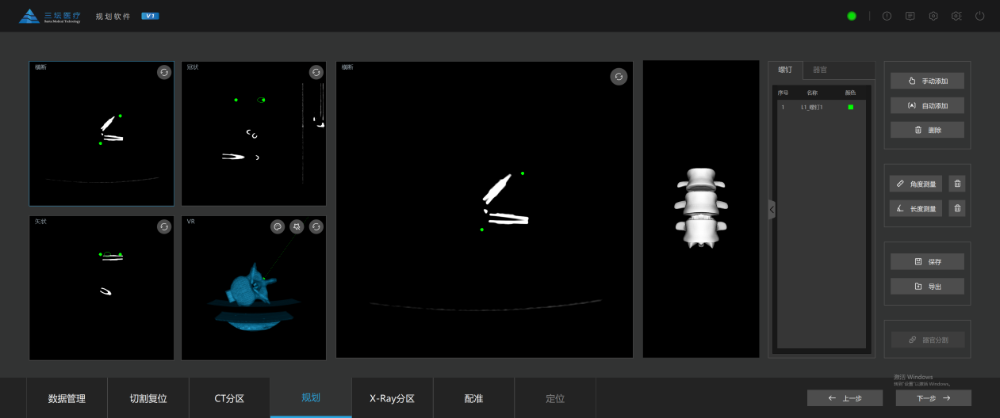 三坛医疗
Santan Medical Technology
规划软件
V1
横断
冠状
横断
矢状
VR
螺钉
器官
序号 名称 颜色
1 L1_螺钉1
手动添加
自动添加
删除
角度测量
长度测量
保存
导出
器官分割
激活 Windows
转到"设置"以激活 Windows。
数据管理
切割复位
CT分区
规划
X-Ray分区
配准
定位
上一步
下一步